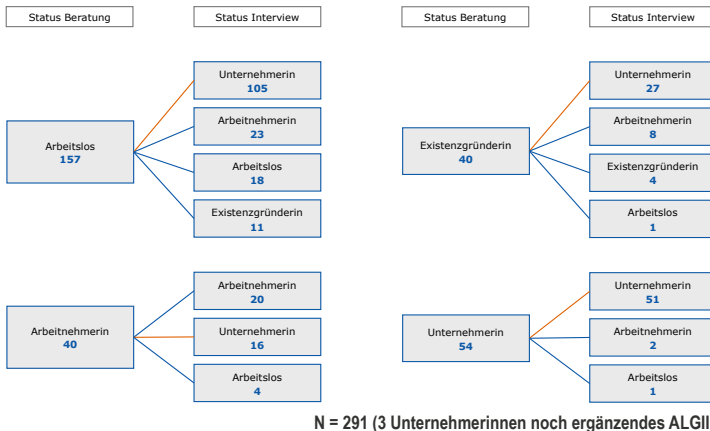 Status Beratung
Status Interview
Status Beratung
Status Interview
Arbeitslos
157
Unternehmerin
105
Arbeitnehmerin
23
Arbeitslos
18
Existenzgründerin
11
Existenzgründerin
40
Unternehmerin
27
Arbeitnehmerin
8
Existenzgründerin
4
Arbeitslos
1
Arbeitnehmerin
40
Arbeitnehmerin
20
Unternehmerin
16
Arbeitslos
4
Unternehmerin
54
Unternehmerin
51
Arbeitnehmerin
2
Arbeitslos
1
N = 291 (3 Unternehmerinnen noch ergänzendes ALGII